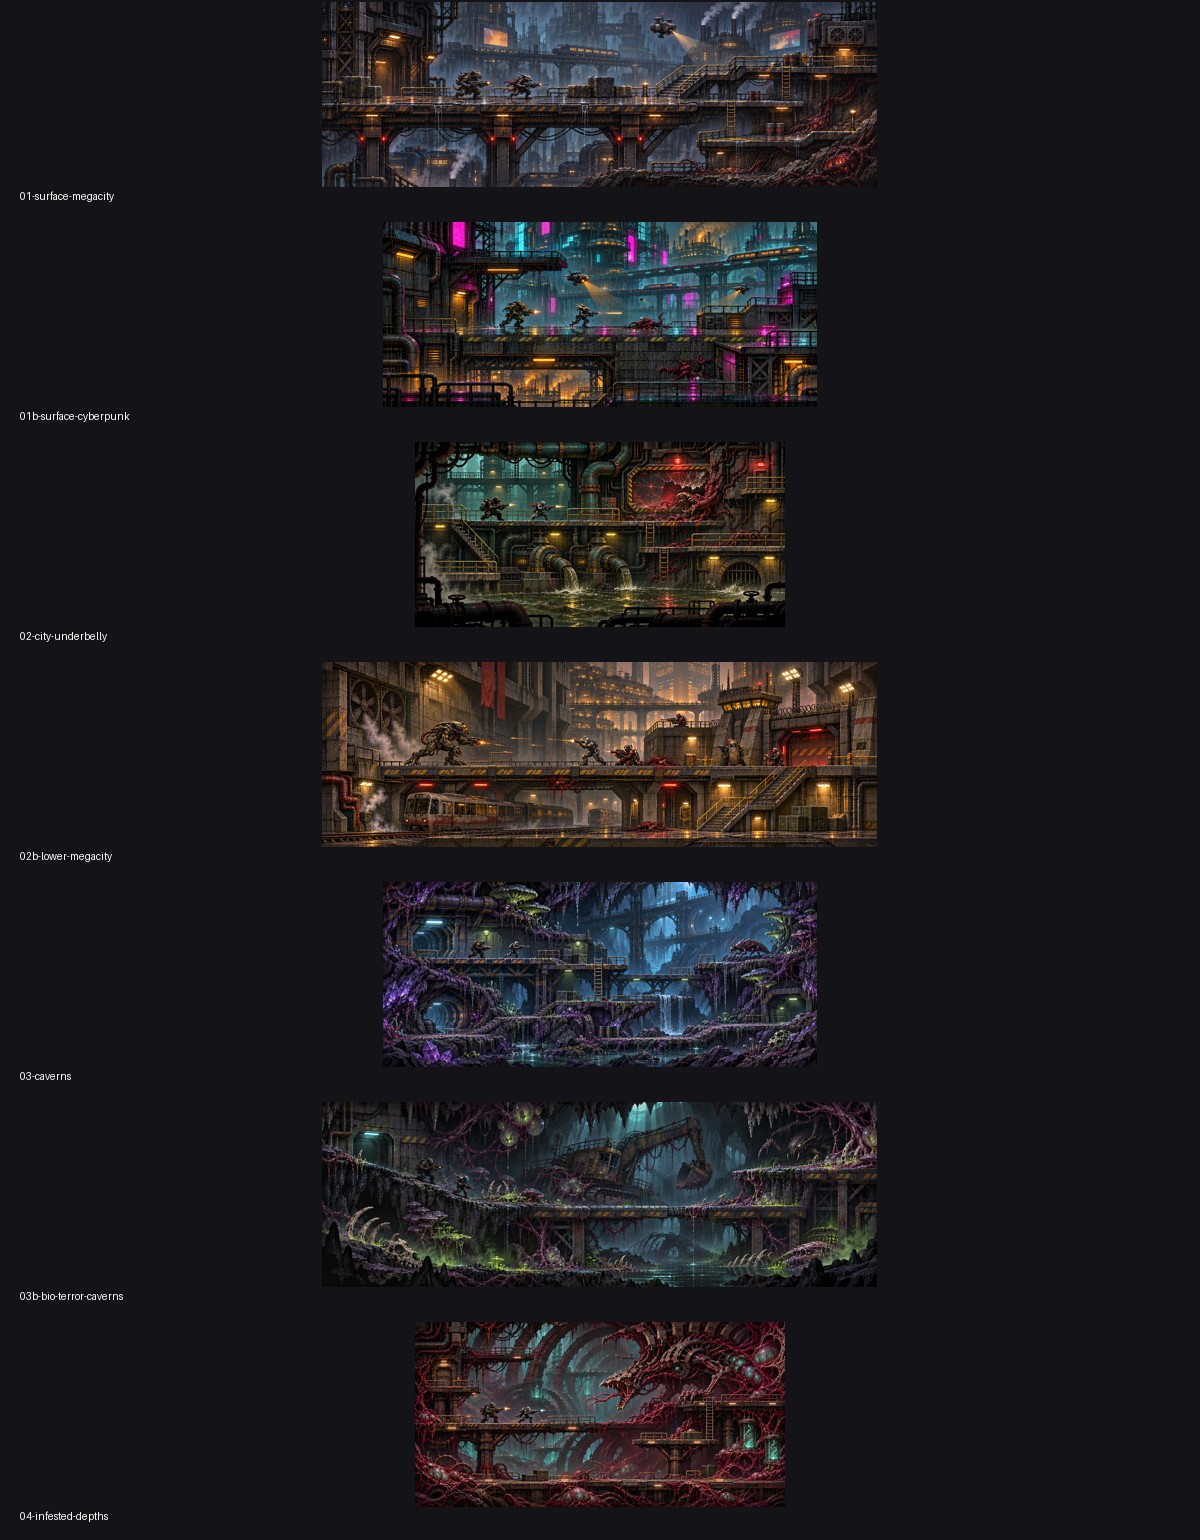 01-surface-megacity
01b-surface-cyberpunk
02-city-underbelly
02b-lower-megacity
03-caverns
03b-bio-terror-caverns
04-infested-depths